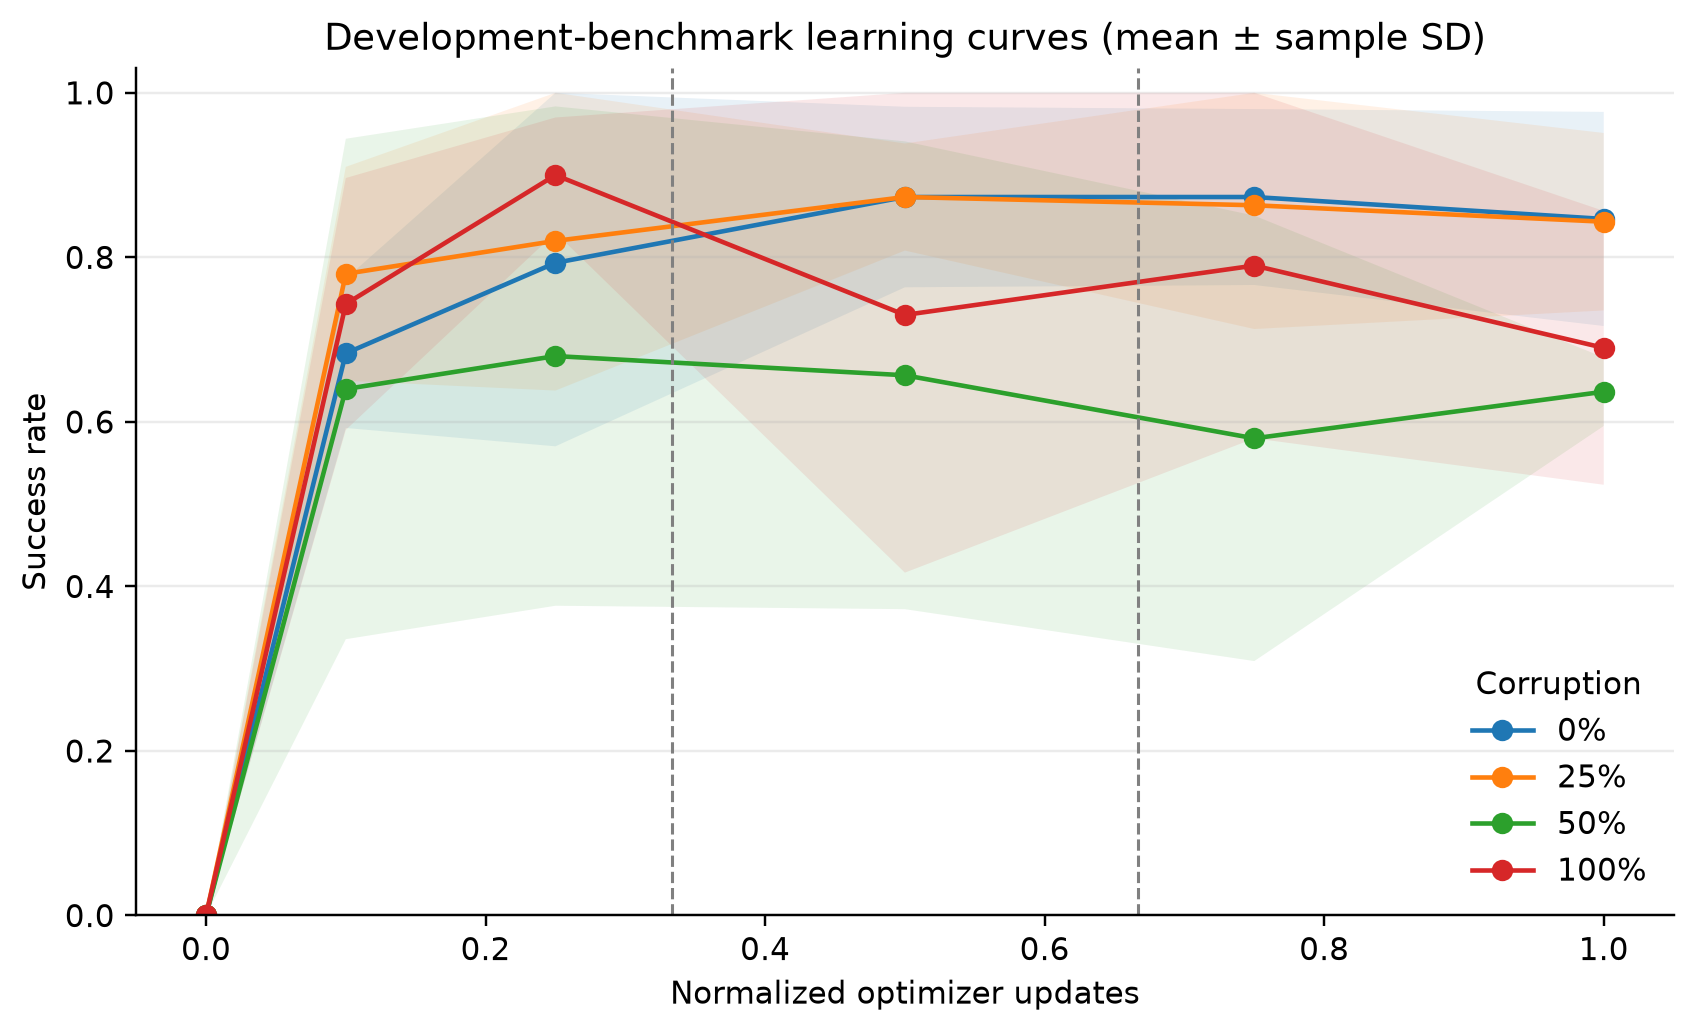 Development-benchmark learning curves (mean ± sample SD)
Success rate
1.0
0.8
0.6
0.4
0.2
0.0
0.0 0.2 0.4 0.6 0.8 1.0
Normalized optimizer updates
Corruption
0%
25%
50%
100%